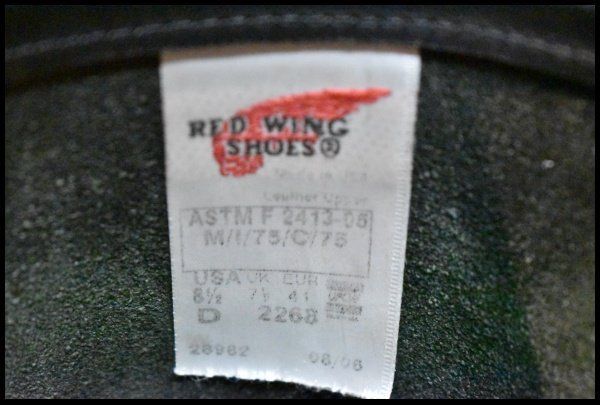 RED WING
SHOES®
Made in USA
Leather Upper
ASTM F 2413-05
M/I/75/C/75
USA UK EUR
8½ 7½ 41
D 2268
28962 06/06